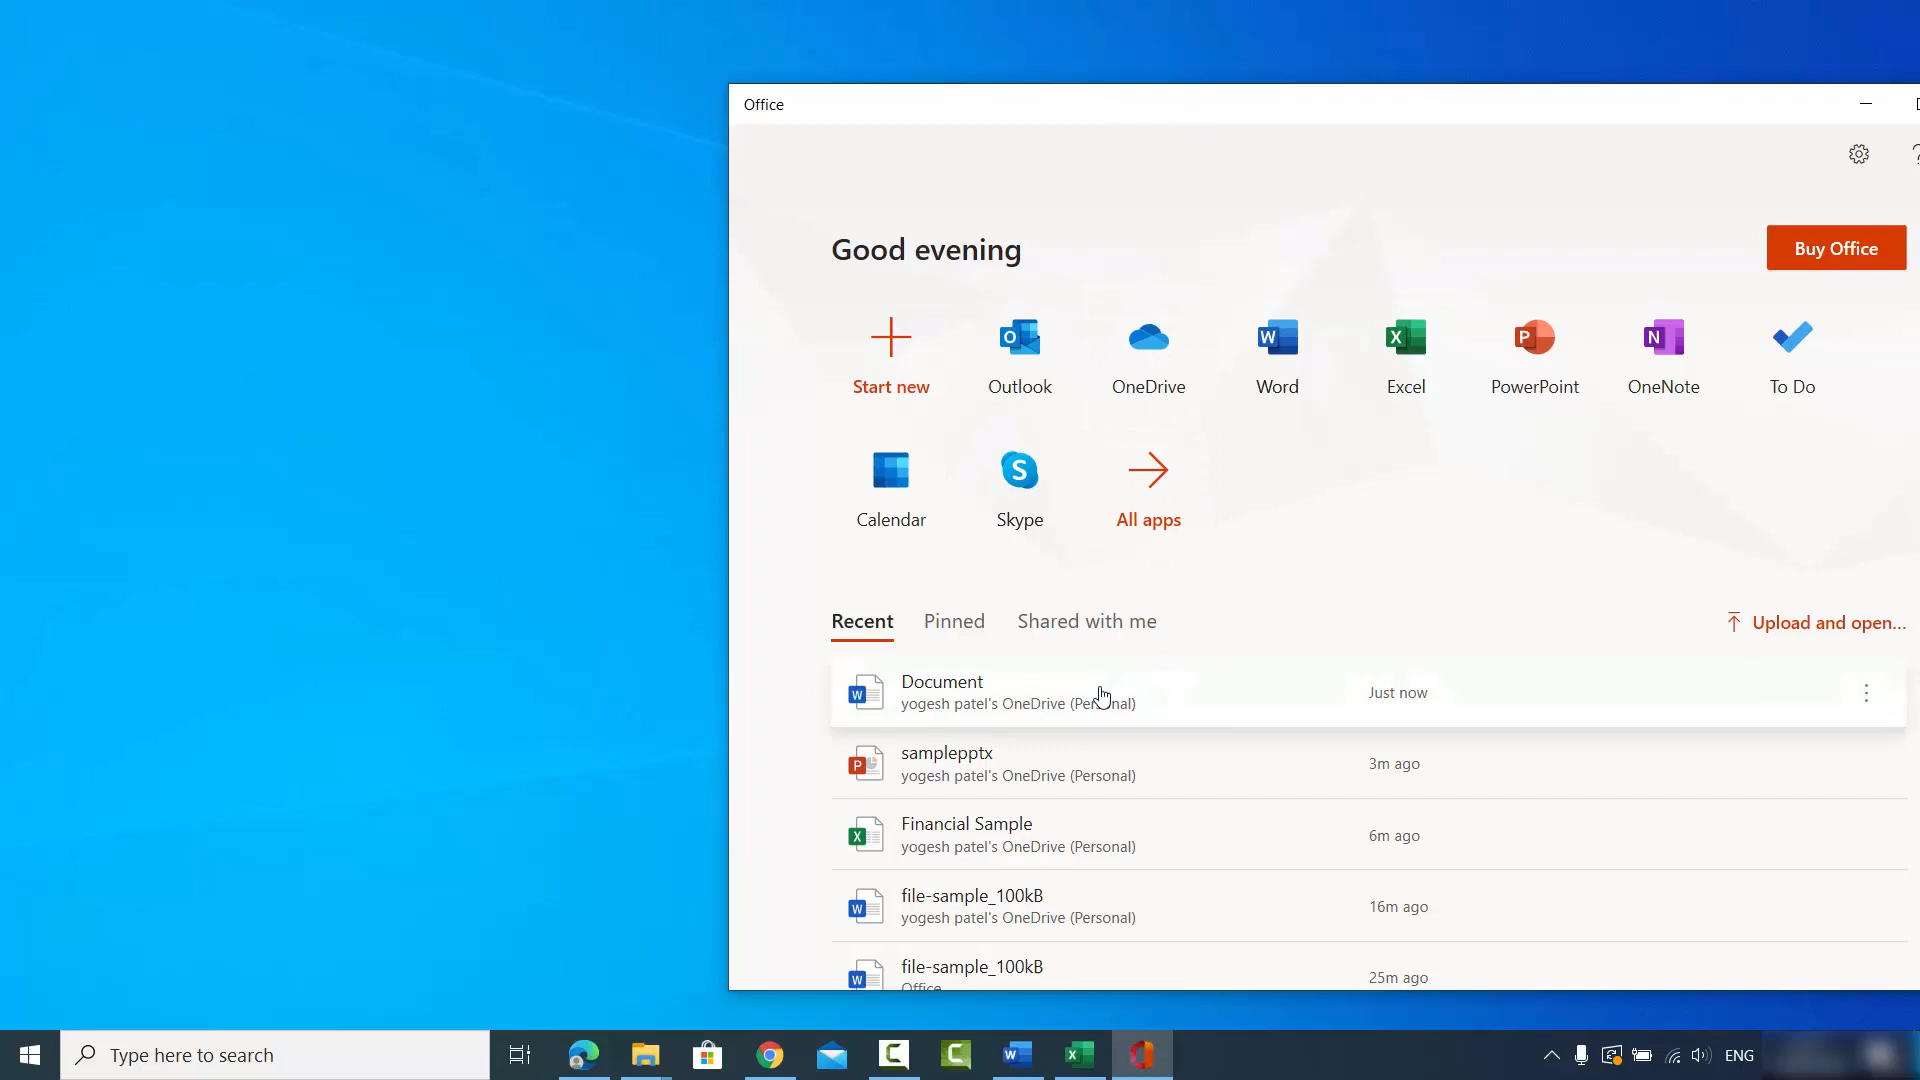 Office
Good evening
Buy Office
Start new
Outlook
OneDrive
Word
Excel
PowerPoint
OneNote
To Do
Calendar
Skype
All apps
Recent
Pinned
Shared with me
Upload and open...
Document
yogesh patel's OneDrive (Personal)
Just now
samplepptx
yogesh patel's OneDrive (Personal)
3m ago
Financial Sample
yogesh patel's OneDrive (Personal)
6m ago
file-sample_100kB
yogesh patel's OneDrive (Personal)
16m ago
file-sample_100kB
Office
25m ago
Type here to search
ENG